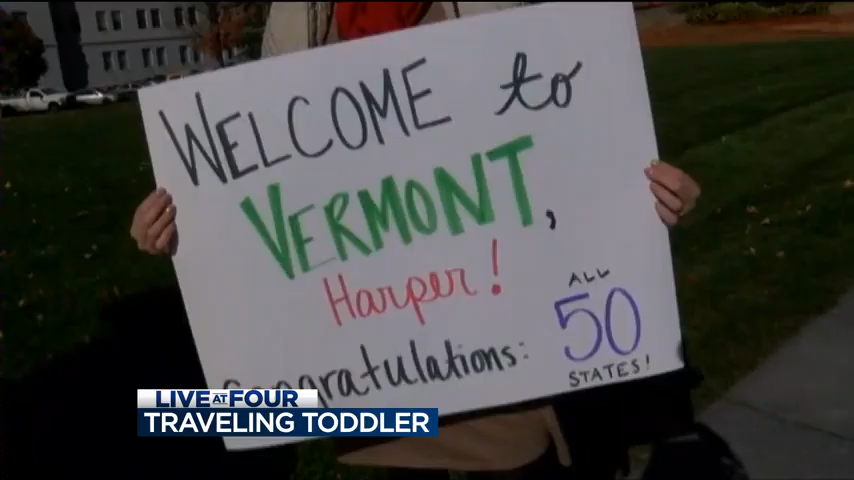 WELCOME to
VERMONT,
Harper!
Congratulations:
ALL
50
STATES!
LIVE AT FOUR
TRAVELING TODDLER